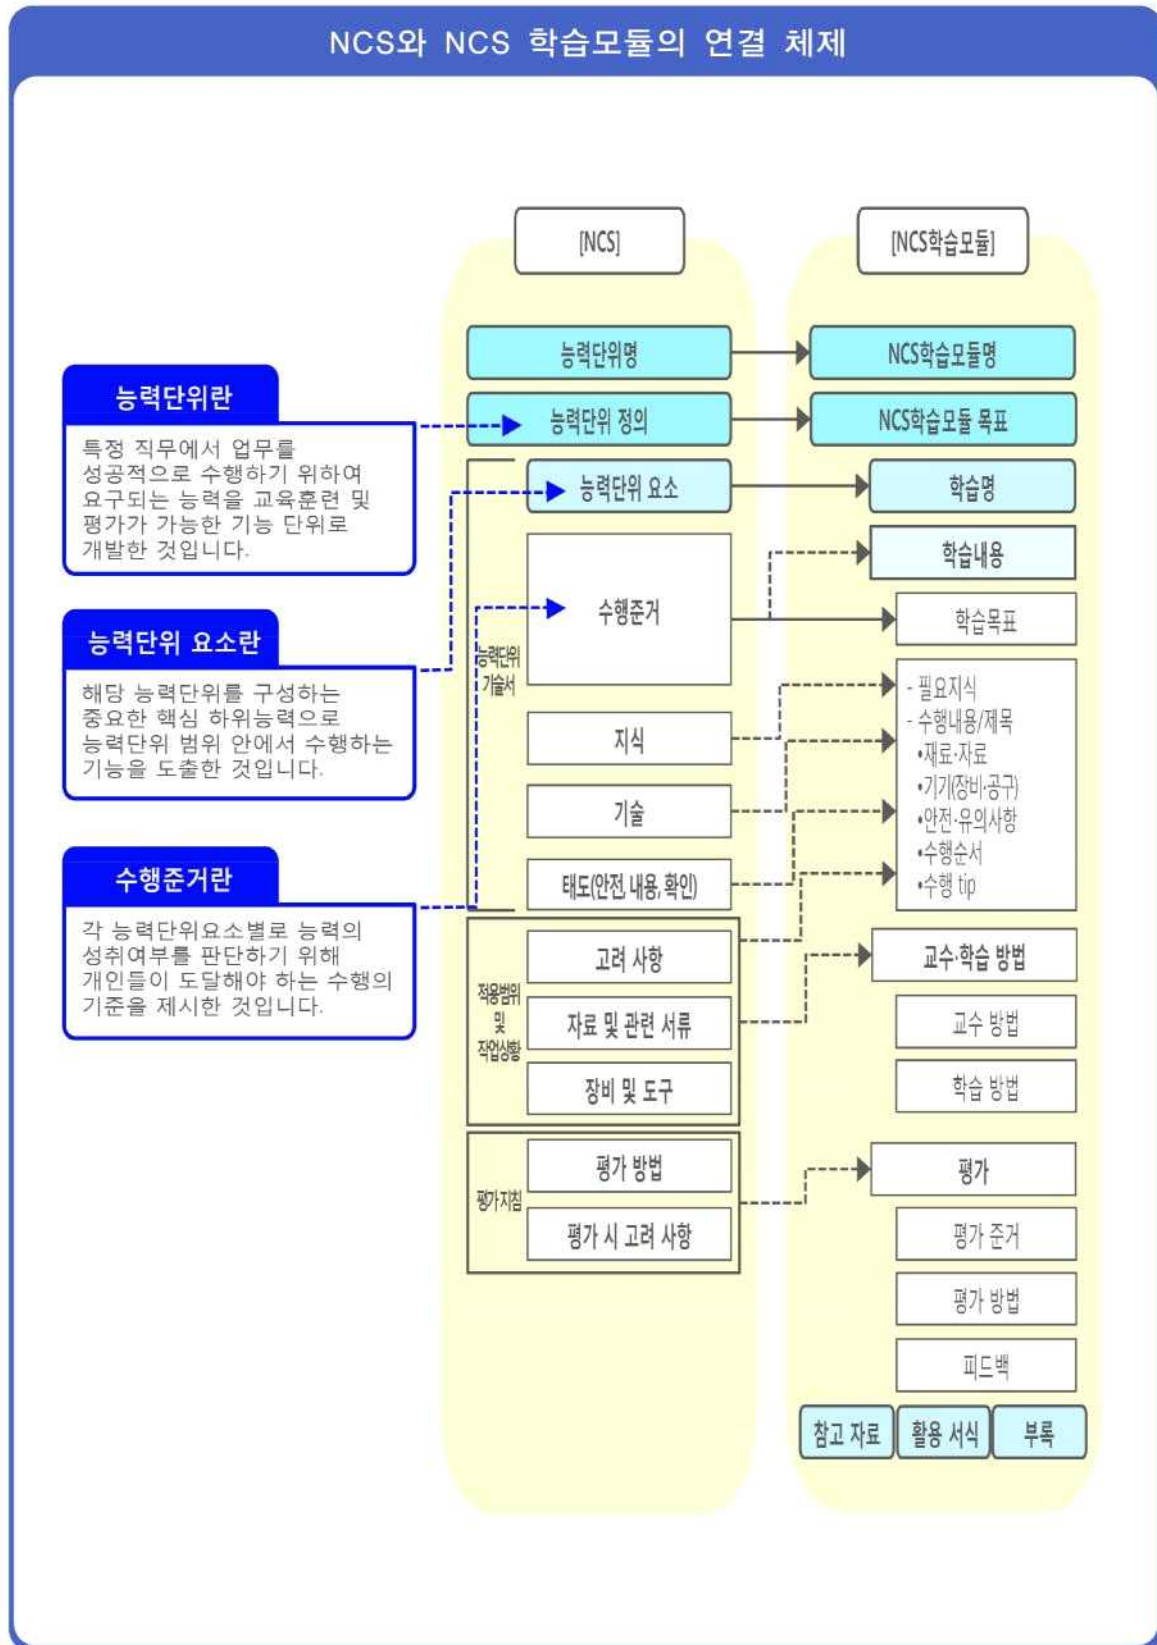 NCS와 NCS 학습모듈의 연결 체제
[NCS]
[NCS학습모듈]
능력단위명
NCS학습모듈명
능력단위란
특정 직무에서 업무를
성공적으로 수행하기 위하여
요구되는 능력을 교육훈련 및
평가가 가능한 기능 단위로
개발한 것입니다.
능력단위 정의
NCS학습모듈 목표
능력단위 요소
학습명
능력단위 요소란
해당 능력단위를 구성하는
중요한 핵심 하위능력으로
능력단위 범위 안에서 수행하는
기능을 도출한 것입니다.
능력단위
기술서
수행준거
학습내용
학습목표
지식
기술
태도(안전, 내용, 확인)
- 필요지식
- 수행내용/제목
•재료·자료
•기기(장비·공구)
•안전·유의사항
•수행순서
•수행 tip
수행준거란
각 능력단위요소별로 능력의
성취여부를 판단하기 위해
개인들이 도달해야 하는 수행의
기준을 제시한 것입니다.
적용범위
및
작업상황
고려 사항
자료 및 관련 서류
장비 및 도구
교수·학습 방법
교수 방법
학습 방법
평가지침
평가 방법
평가 시 고려 사항
평가
평가 준거
평가 방법
피드백
참고 자료
활용 서식
부록